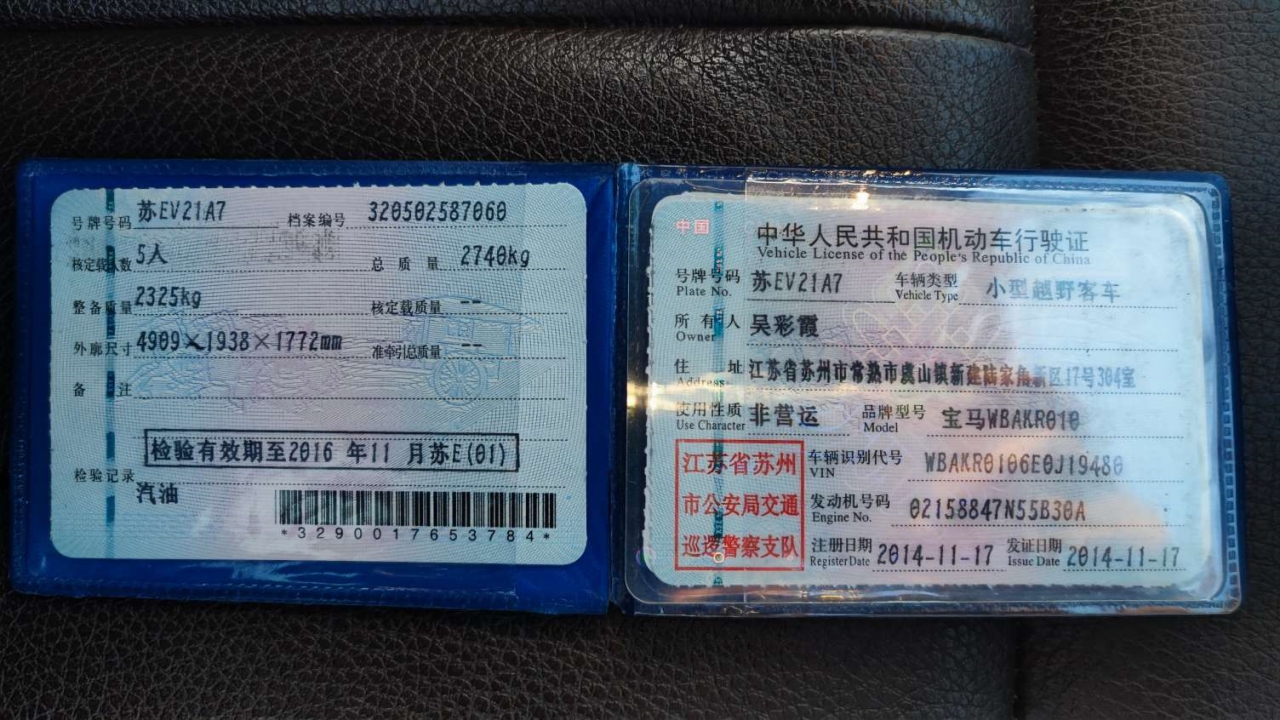 号牌号码 苏EV21A7 档案编号 320502587060
核定载人数 5人 总质量 2740kg
整备质量 2325kg 核定载质量 --
外廓尺寸 4909×1938×1772mm 准牵引总质量 --
备注
检验有效期至2016 年11 月苏E(01)
检验记录
汽油
*3290017653784*
中国
中华人民共和国机动车行驶证
Vehicle License of the People's Republic of China
号牌号码 苏EV21A7 车辆类型 小型越野客车
Plate No. Vehicle Type
所有人 吴彩霞
Owner
住址 江苏省苏州市常熟市虞山镇新建陆家角新区17号304室
Address
使用性质 非营运 品牌型号 宝马WBAKR010
Use Character Model
江苏省苏州
市公安局交通
巡逻警察支队
车辆识别代号 WBAKR0106E0J19480
VIN
发动机号码 02158847N55B30A
Engine No.
注册日期 2014-11-17 发证日期 2014-11-17
Register Date Issue Date